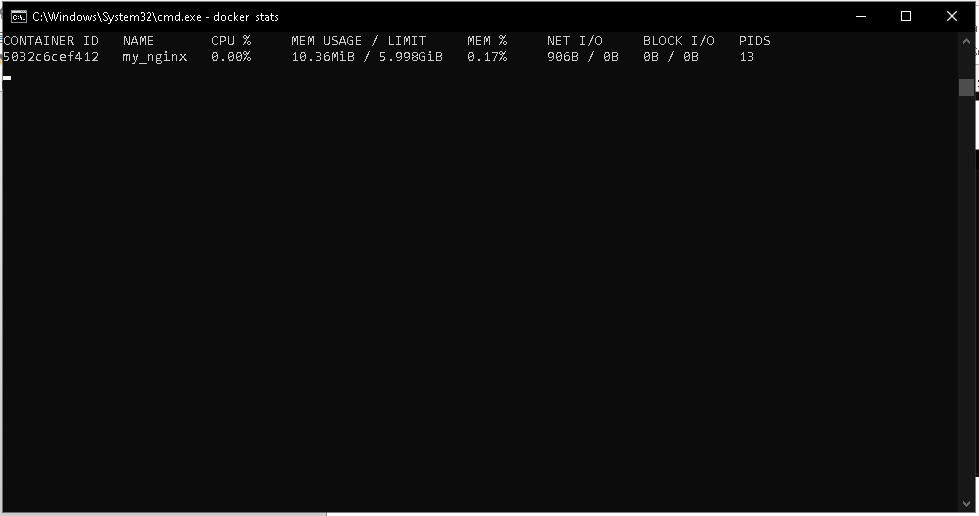 C:\Windows\System32\cmd.exe - docker stats
CONTAINER ID NAME CPU % MEM USAGE / LIMIT MEM % NET I/O BLOCK I/O PIDS
5032c6cef412 my_nginx 0.00% 10.36MiB / 5.998GiB 0.17% 906B / 0B 0B / 0B 13